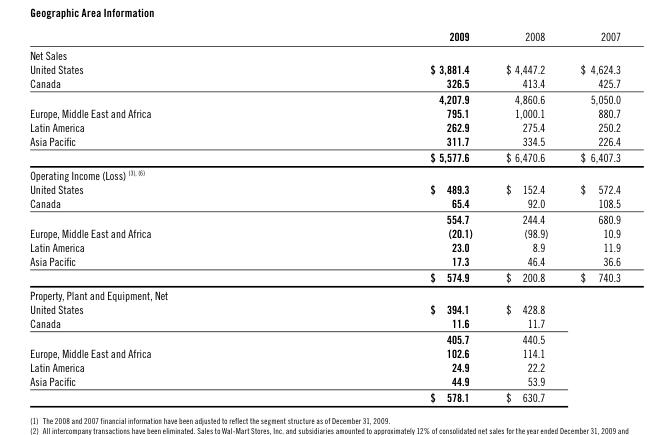 Geographic Area Information
2009 2008 2007
Net Sales
United States $ 3,881.4 $ 4,447.2 $ 4,624.3
Canada 326.5 413.4 425.7
4,207.9 4,860.6 5,050.0
Europe, Middle East and Africa 795.1 1,000.1 880.7
Latin America 262.9 275.4 250.2
Asia Pacific 311.7 334.5 226.4
$ 5,577.6 $ 6,470.6 $ 6,407.3
Operating Income (Loss) (3), (6)
United States $ 489.3 $ 152.4 $ 572.4
Canada 65.4 92.0 108.5
554.7 244.4 680.9
Europe, Middle East and Africa (20.1) (98.9) 10.9
Latin America 23.0 8.9 11.9
Asia Pacific 17.3 46.4 36.6
$ 574.9 $ 200.8 $ 740.3
Property, Plant and Equipment, Net
United States $ 394.1 $ 428.8
Canada 11.6 11.7
405.7 440.5
Europe, Middle East and Africa 102.6 114.1
Latin America 24.9 22.2
Asia Pacific 44.9 53.9
$ 578.1 $ 630.7
(1) The 2008 and 2007 financial information have been adjusted to reflect the segment structure as of December 31, 2009.
(2) All intercompany transactions have been eliminated. Sales to Wal-Mart Stores, Inc. and subsidiaries amounted to approximately 12% of consolidated net sales for the year ended December 31, 2009 and